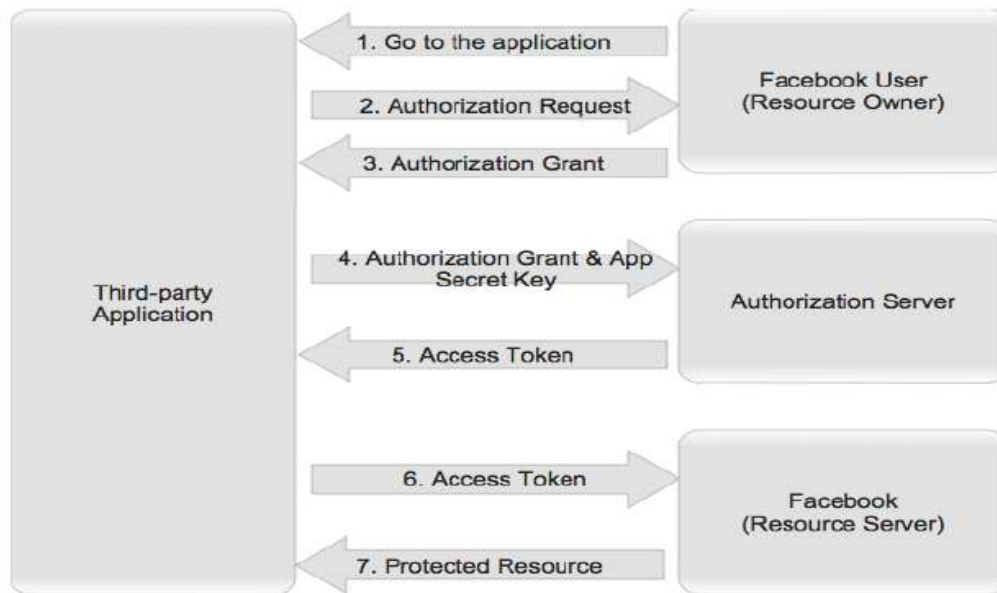 1. Go to the application
Facebook User
(Resource Owner)
2. Authorization Request
3. Authorization Grant
4. Authorization Grant & App
Secret Key
Third-party
Application
Authorization Server
5. Access Token
6. Access Token
Facebook
(Resource Server)
7. Protected Resource